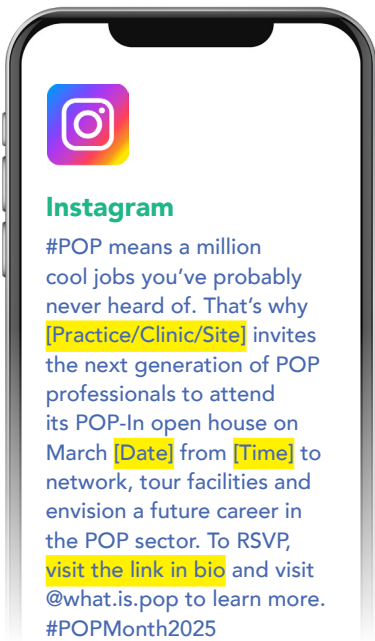 Instagram
#POP means a million
cool jobs you've probably
never heard of. That's why
[Practice/Clinic/Site] invites
the next generation of POP
professionals to attend
its POP-In open house on
March [Date] from [Time] to
network, tour facilities and
envision a future career in
the POP sector. To RSVP,
visit the link in bio and visit
@what.is.pop to learn more.
#POPMonth2025